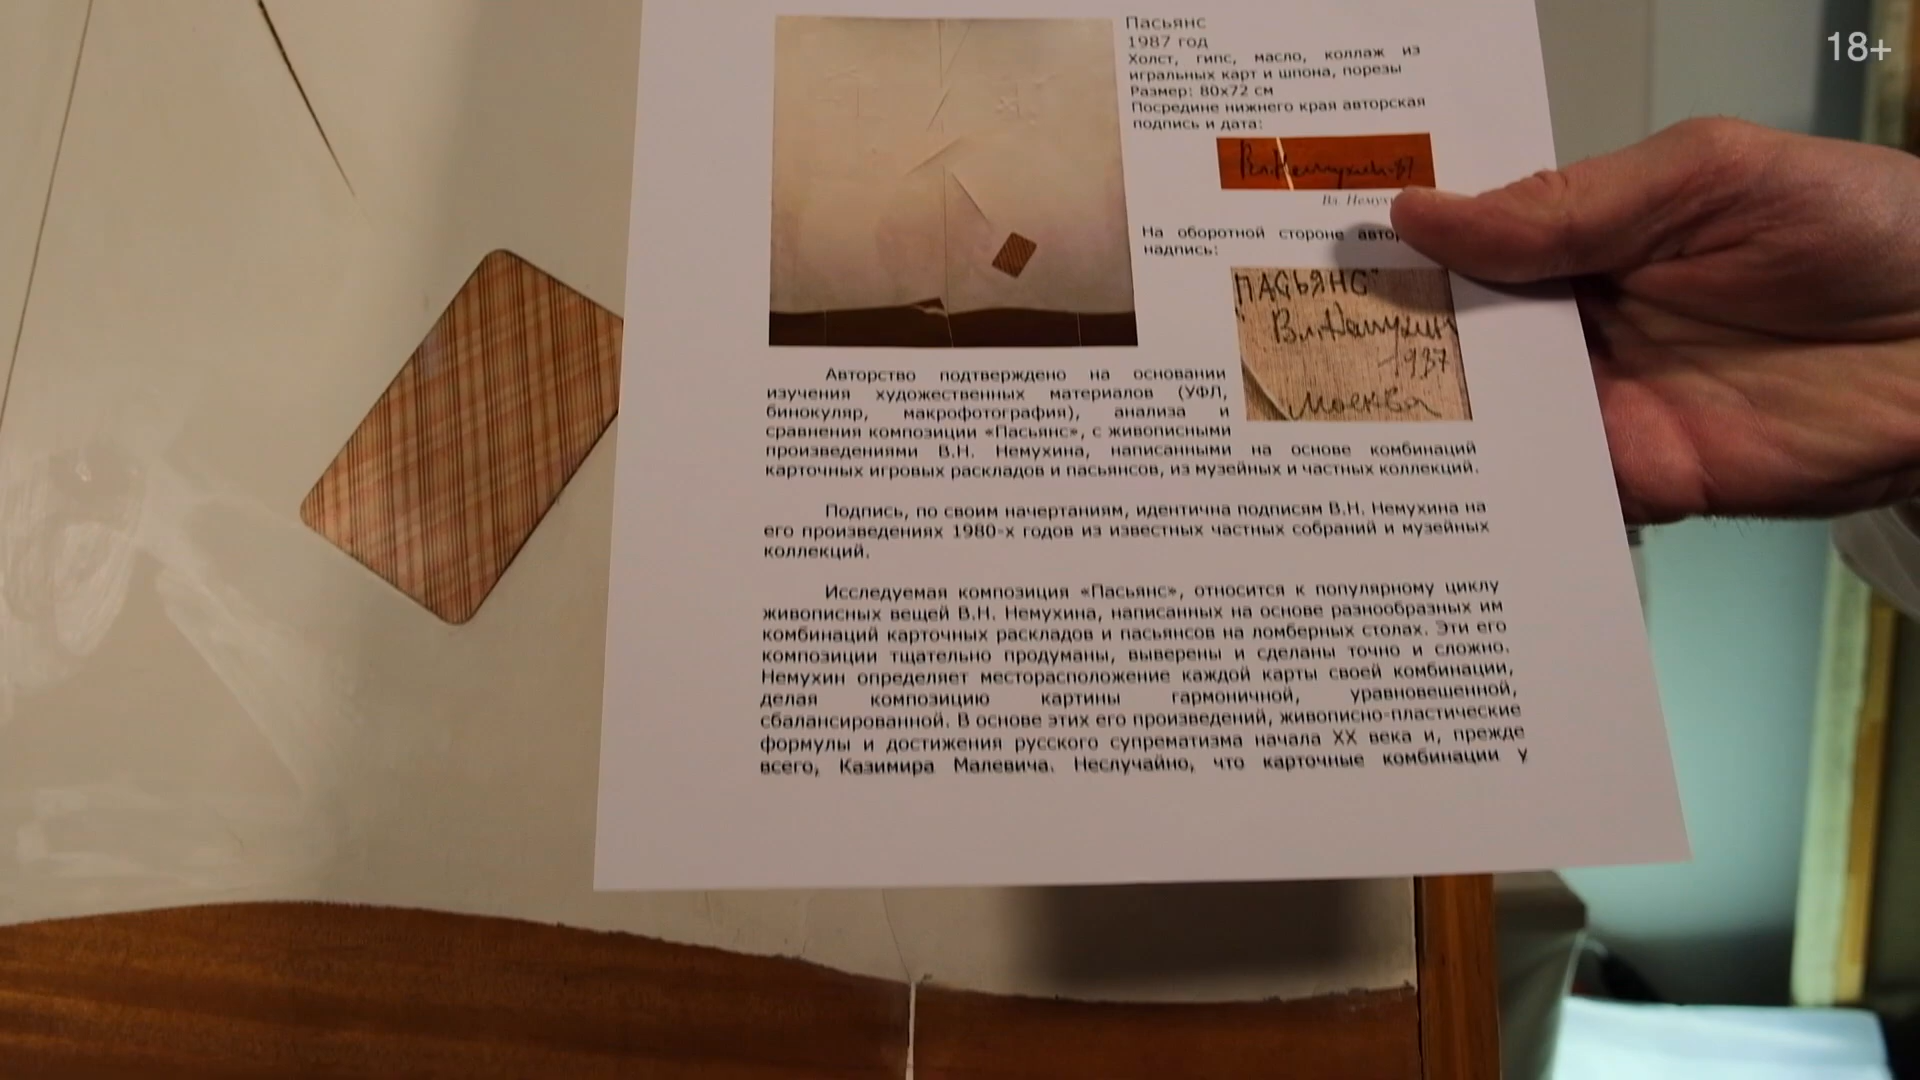 18+
Пасьянс
1987 год
Холст, гипс, масло, коллаж из
игральных карт и шпона, порезы
Размер: 80х72 см
Посредине нижнего края авторская
подпись и дата:
Вл. Немухин-87
Вл.
На оборотной стороне
надпись:
"ПАСЬЯНС"
Вл. Немухин
1987
Москва
Авторство подтверждено на основании
изучения художественных материалов (УФЛ,
бинокуляр, макрофотография), анализа и
сравнения композиции «Пасьянс», с живописными
произведениями В.Н. Немухина, написанными на основе комбинаций
карточных игровых раскладов и пасьянсов, из музейных и частных коллекций.
Подпись, по своим начертаниям, идентична подписям В.Н. Немухина на
его произведениях 1980-х годов из известных частных собраний и музейных
коллекций.
Исследуемая композиция «Пасьянс», относится к популярному циклу
живописных вещей В.Н. Немухина, написанных на основе разнообразных им
комбинаций карточных раскладов и пасьянсов на ломберных столах. Эти его
композиции тщательно продуманы, выверены и сделаны точно и сложно.
Немухин определяет месторасположение каждой карты своей комбинации,
делая композицию картины гармоничной, уравновешенной,
сбалансированной. В основе этих его произведений, живописно-пластические
формулы и достижения русского супрематизма начала XX века и, прежде
всего, Казимира Малевича. Неслучайно, что карточные комбинации у